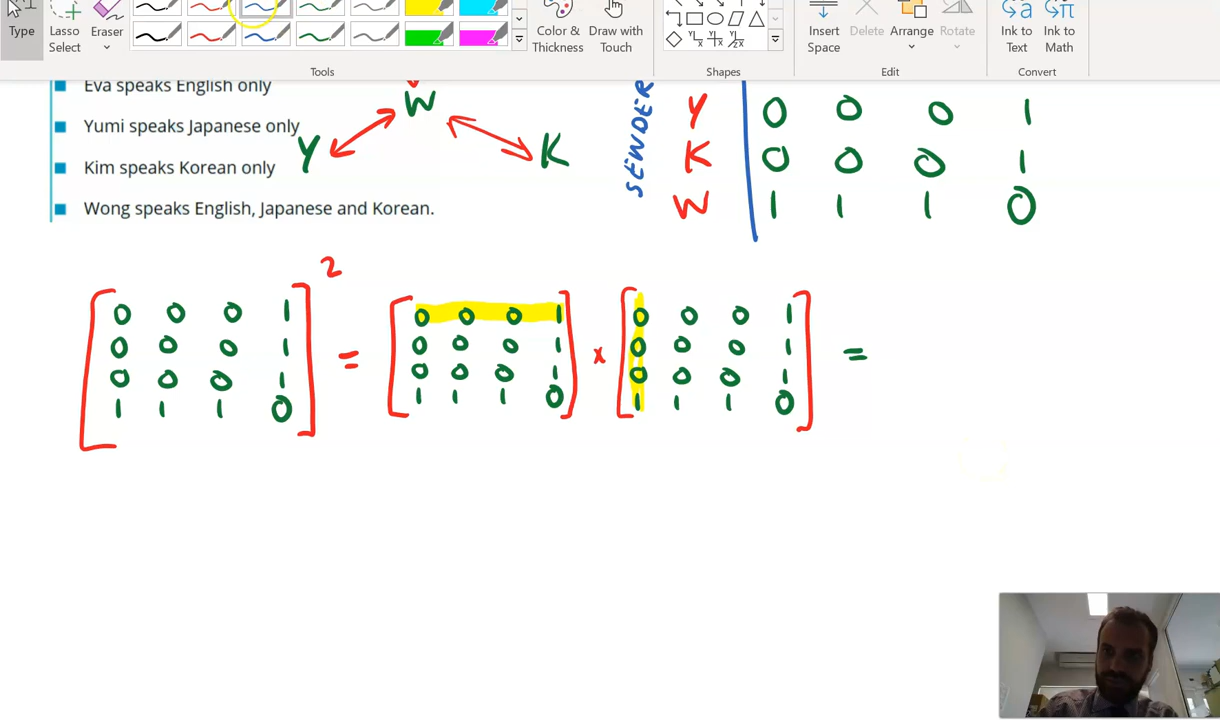 Type
Lasso Select
Eraser
Color & Thickness
Draw with Touch
Insert Space
Delete
Arrange
Rotate
Ink to Text
Ink to Math
Tools
Shapes
Edit
Convert
Eva speaks English only
Yumi speaks Japanese only
Kim speaks Korean only
Wong speaks English, Japanese and Korean.
W
Y
K
SENDER
Y 0 0 0 1
K 0 0 0 1
W 1 1 1 0
2
0 0 0 1
0 0 0 1
0 0 0 1
1 1 1 0
=
0 0 0 1
0 0 0 1
0 0 0 1
1 1 1 0
x
0 0 0 1
0 0 0 1
0 0 0 1
1 1 1 0
=